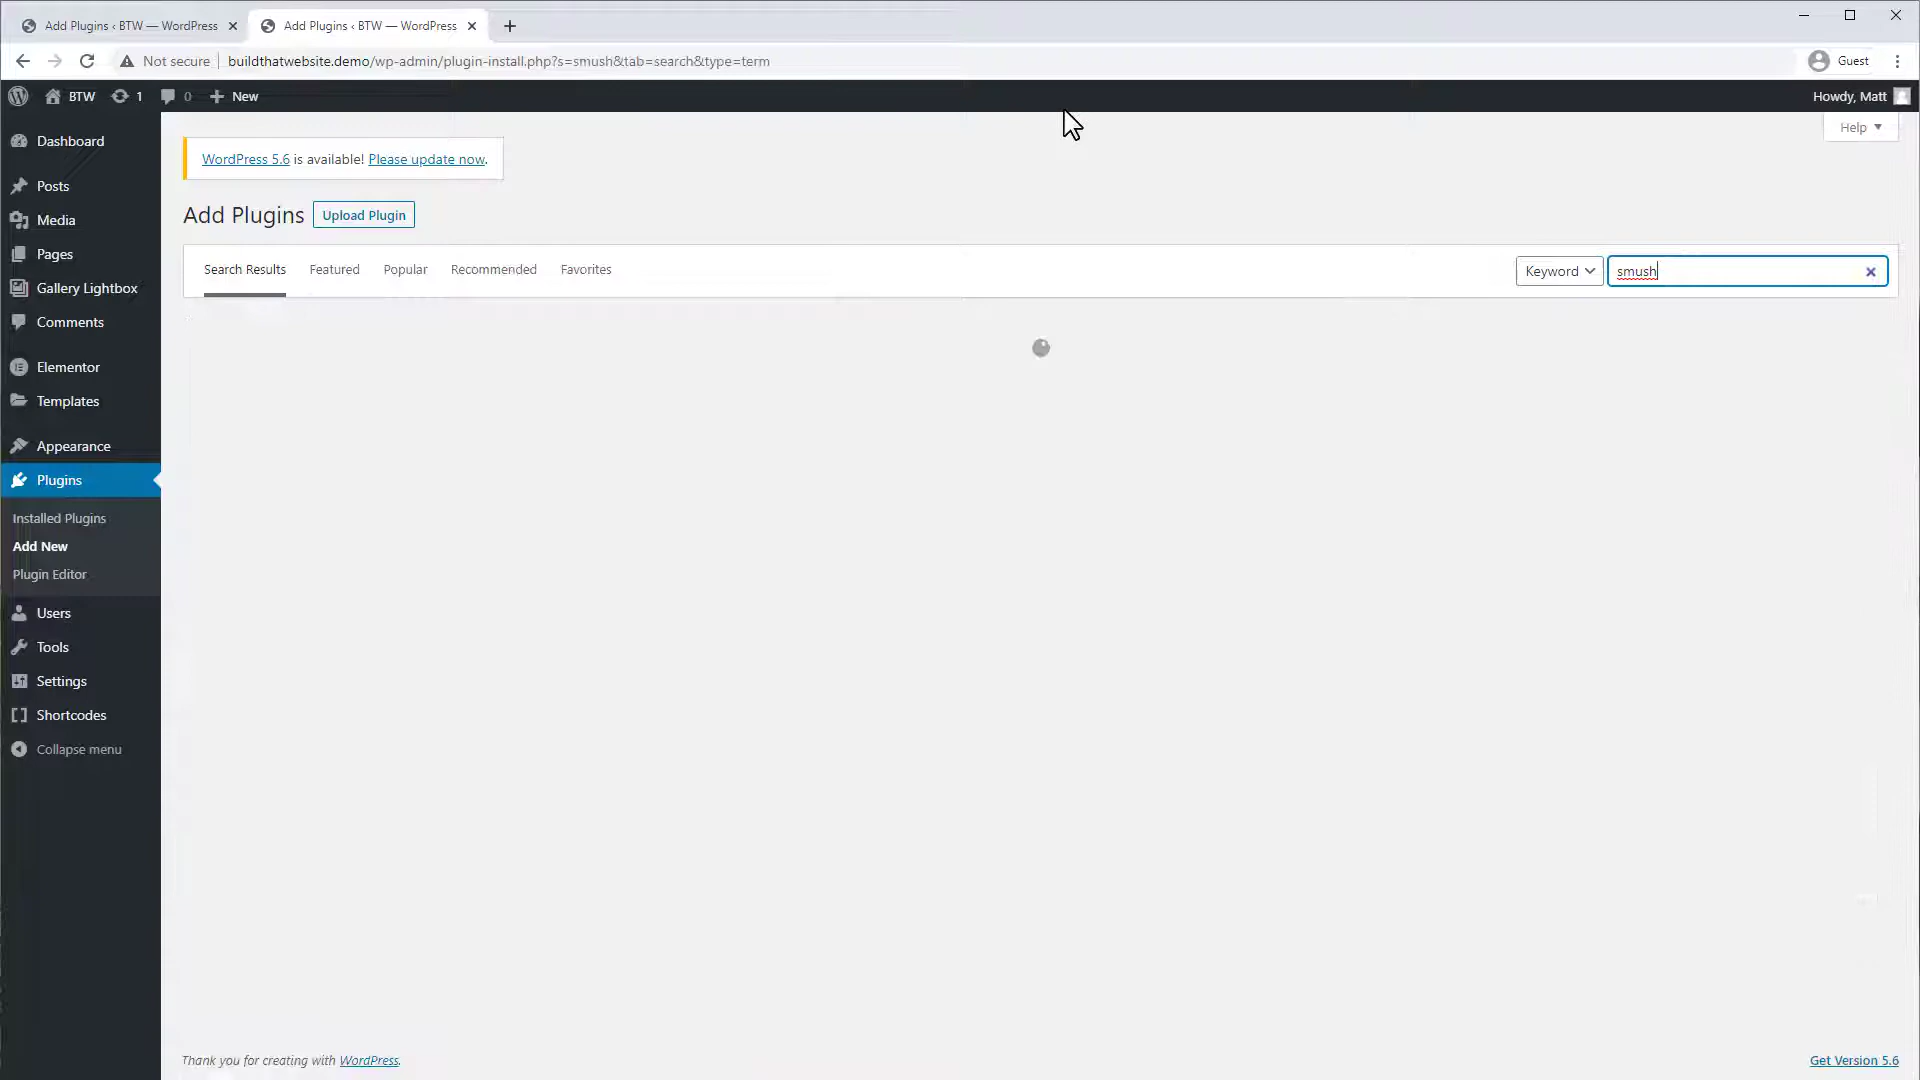 Add Plugins ‹ BTW — WordPress
Add Plugins ‹ BTW — WordPress
Not secure
buildthatwebsite.demo/wp-admin/plugin-install.php?s=smush&tab=search&type=term
Guest
BTW
1
0
New
Howdy, Matt
Help
WordPress 5.6 is available! Please update now.
Add Plugins
Upload Plugin
Search Results
Featured
Popular
Recommended
Favorites
Keyword
smush
Dashboard
Posts
Media
Pages
Gallery Lightbox
Comments
Elementor
Templates
Appearance
Plugins
Installed Plugins
Add New
Plugin Editor
Users
Tools
Settings
Shortcodes
Collapse menu
Thank you for creating with WordPress.
Get Version 5.6